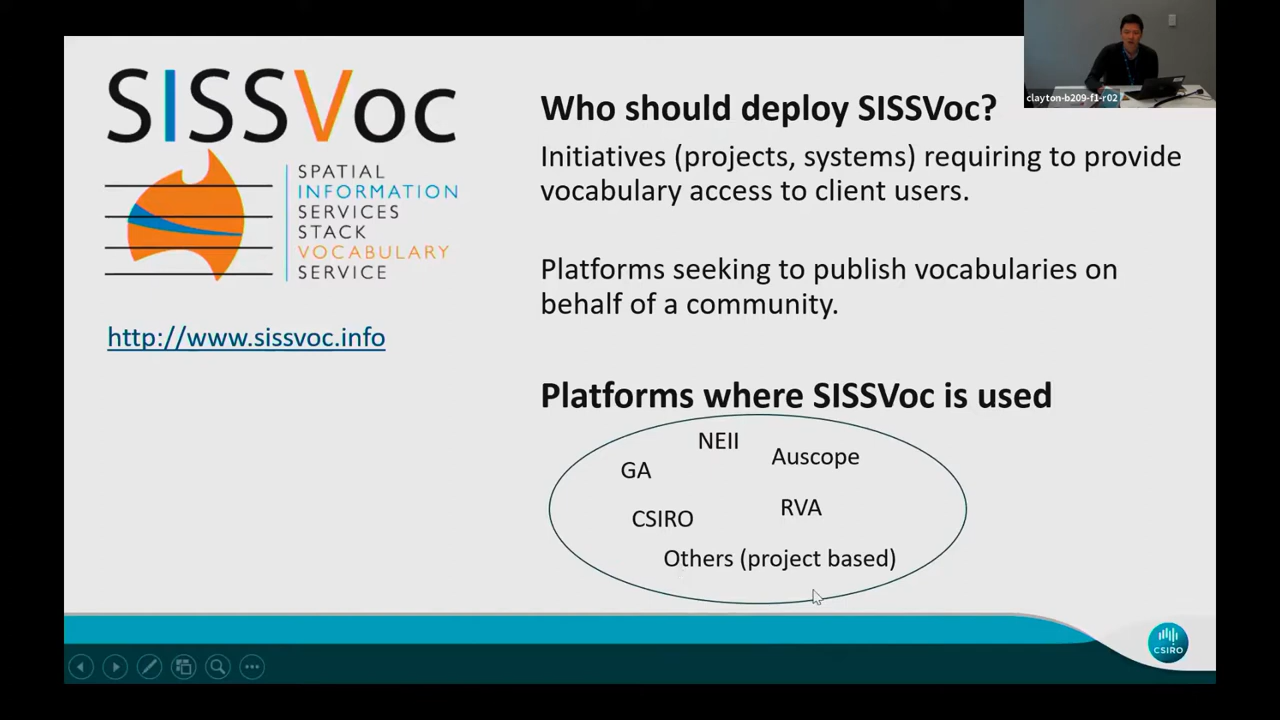 SISSVoc
SPATIAL
INFORMATION
SERVICES
STACK
VOCABULARY
SERVICE
http://www.sissvoc.info
Who should deploy SISSVoc?
Initiatives (projects, systems) requiring to provide
vocabulary access to client users.
Platforms seeking to publish vocabularies on
behalf of a community.
Platforms where SISSVoc is used
NEII
Auscope
GA
RVA
CSIRO
Others (project based)
clayton-b209-f1-r02
CSIRO